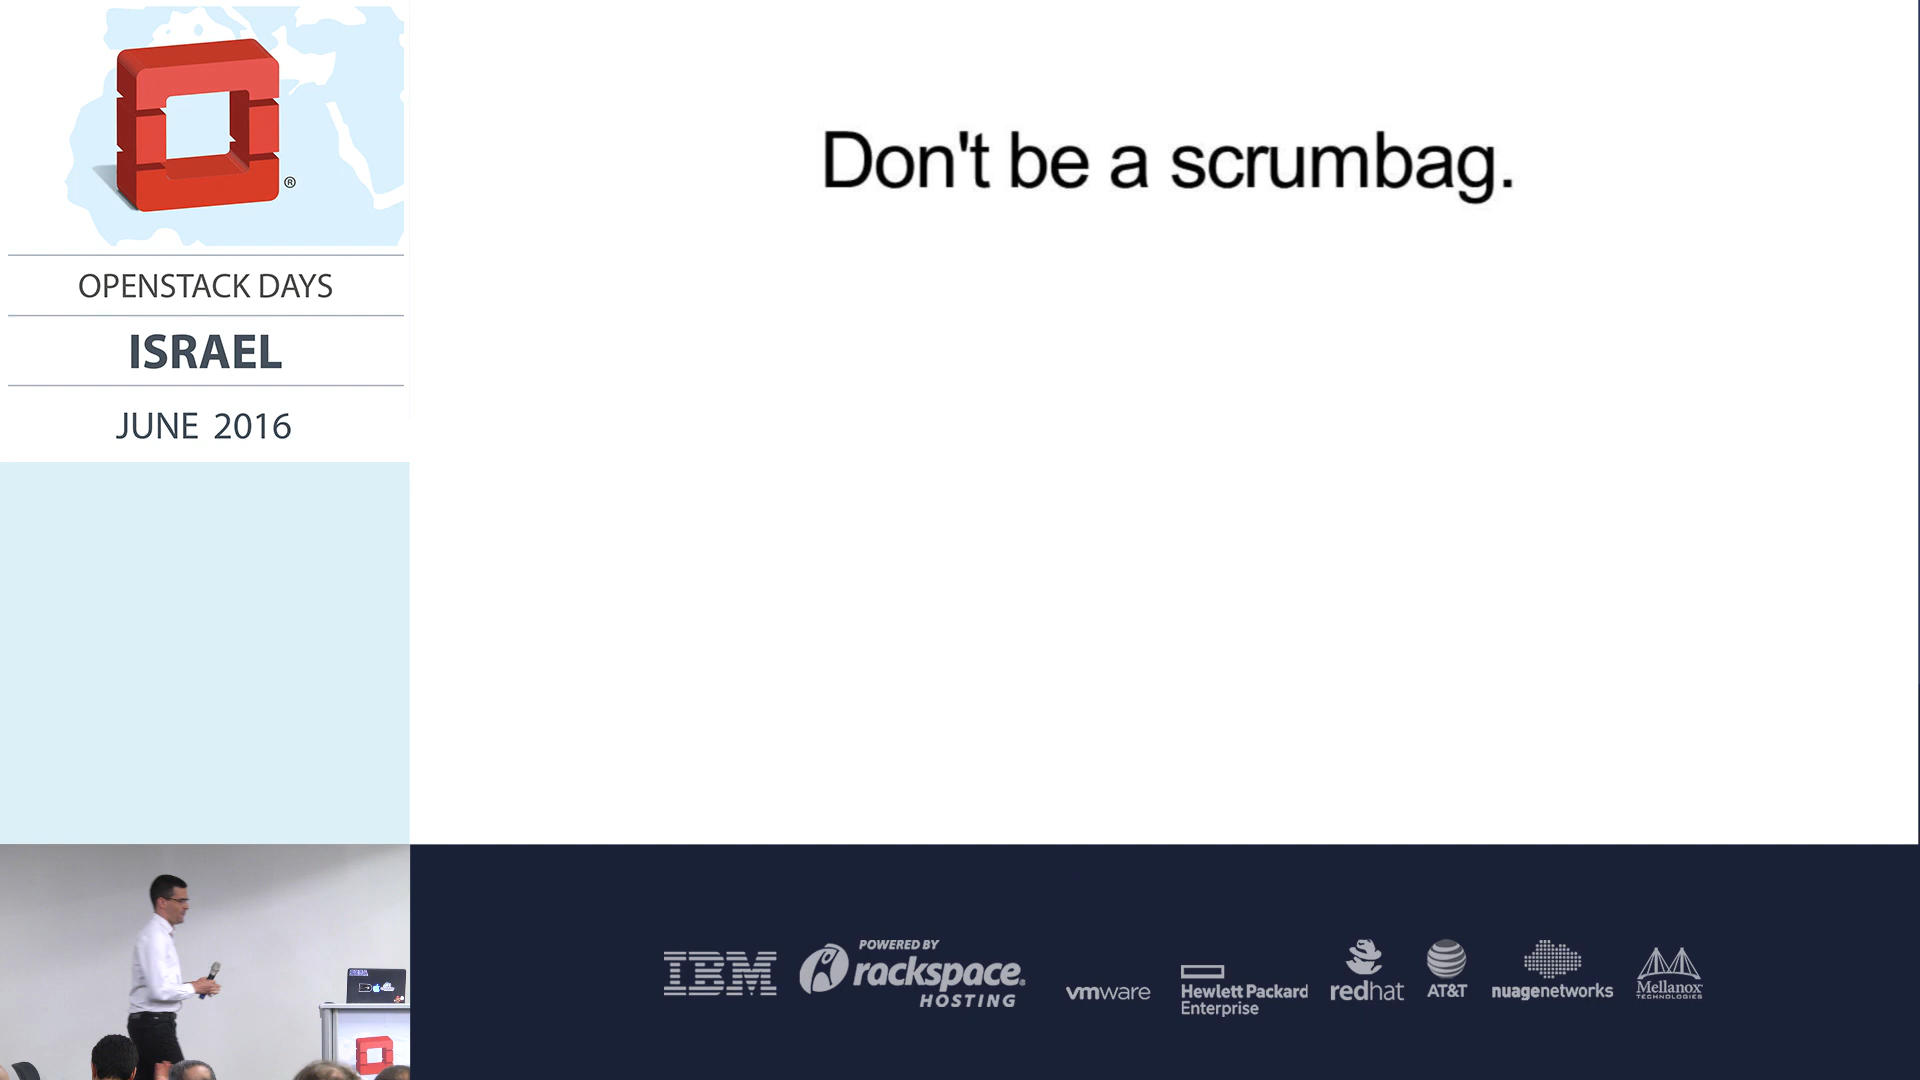 ®
OPENSTACK DAYS
ISRAEL
JUNE 2016
Don't be a scrumbag.
IBM
POWERED BY
rackspace®
HOSTING
vmware
Hewlett Packard
Enterprise
redhat
AT&T
nuagenetworks
Mellanox
TECHNOLOGIES